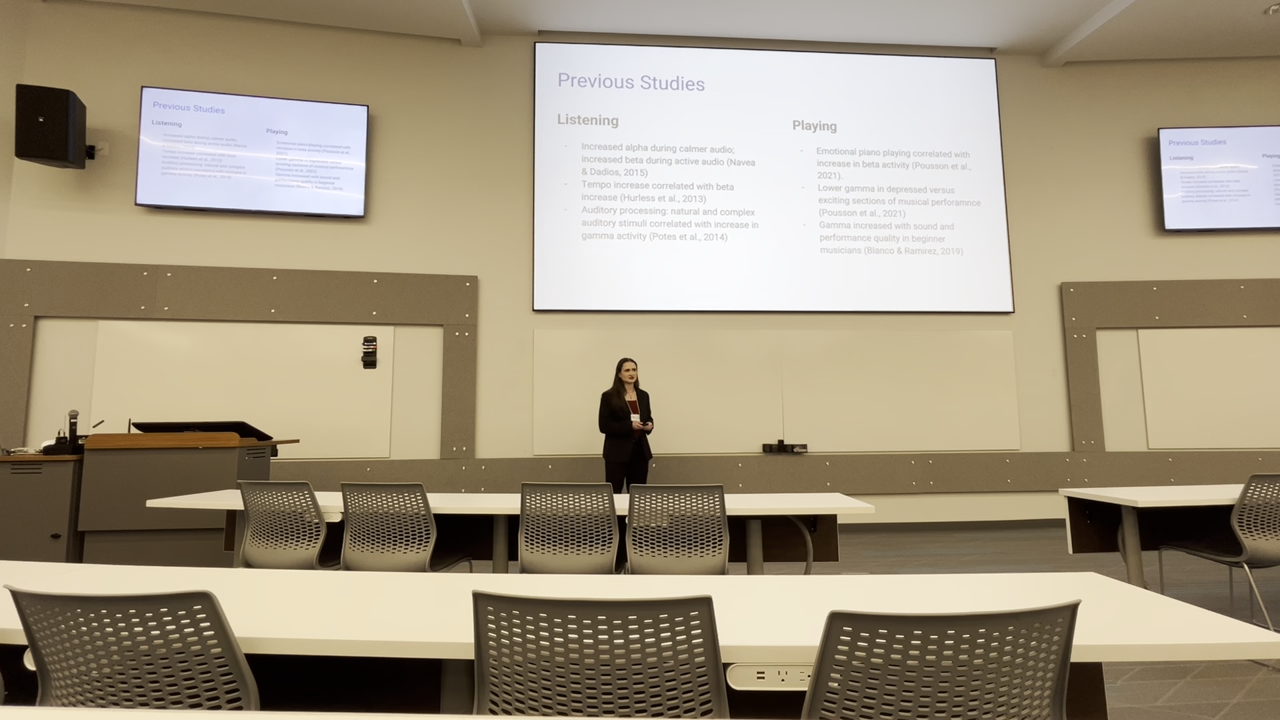 Previous Studies
Listening
- Increased alpha during calmer audio;
increased beta during active audio (Navea
& Dadios, 2015)
- Tempo increase correlated with beta
increase (Hurless et al., 2013)
- Auditory processing: natural and complex
auditory stimuli correlated with increase in
gamma activity (Potes et al., 2014)
Playing
- Emotional piano playing correlated with
increase in beta activity (Pousson et al.,
2021).
- Lower gamma in depressed versus
exciting sections of musical perforamnce
(Pousson et al., 2021)
- Gamma increased with sound and
performance quality in beginner
musicians (Blanco & Ramirez, 2019)
Previous Studies
Listening
Playing
Previous Studies
Listening